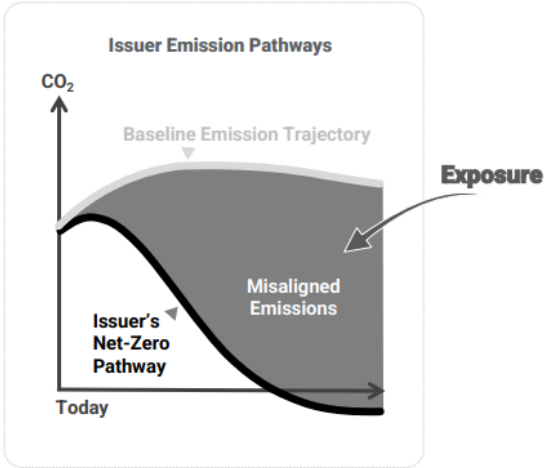 Issuer Emission Pathways
CO₂
Baseline Emission Trajectory
Exposure
Misaligned
Emissions
Issuer's
Net-Zero
Pathway
Today